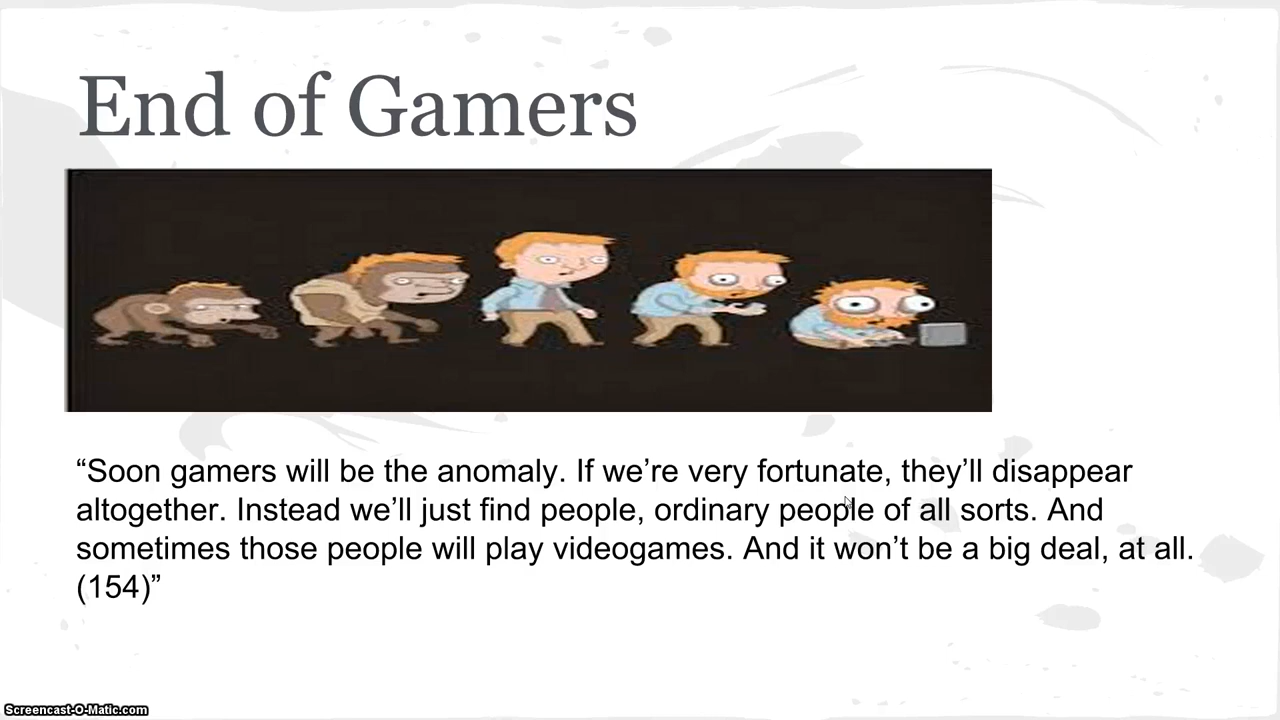 End of Gamers
“Soon gamers will be the anomaly. If we’re very fortunate, they’ll disappear
altogether. Instead we’ll just find people, ordinary people of all sorts. And
sometimes those people will play videogames. And it won’t be a big deal, at all.
(154)”
Screencast-O-Matic.com